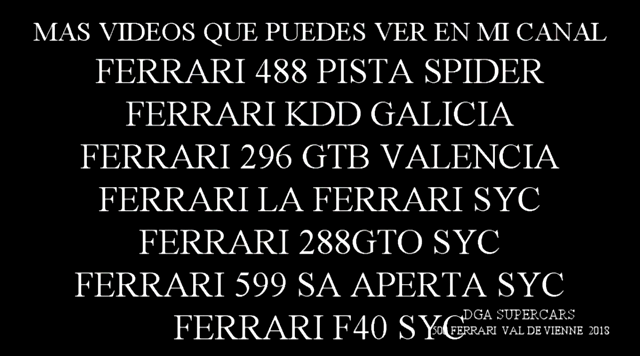 MAS VIDEOS QUE PUEDES VER EN MI CANAL
FERRARI 488 PISTA SPIDER
FERRARI KDD GALICIA
FERRARI 296 GTB VALENCIA
FERRARI LA FERRARI SYC
FERRARI 288GTO SYC
FERRARI 599 SA APERTA SYC
FERRARI F40 SYC
DGA SUPERCARS
FERRARI VAL DE VIENNE 2018